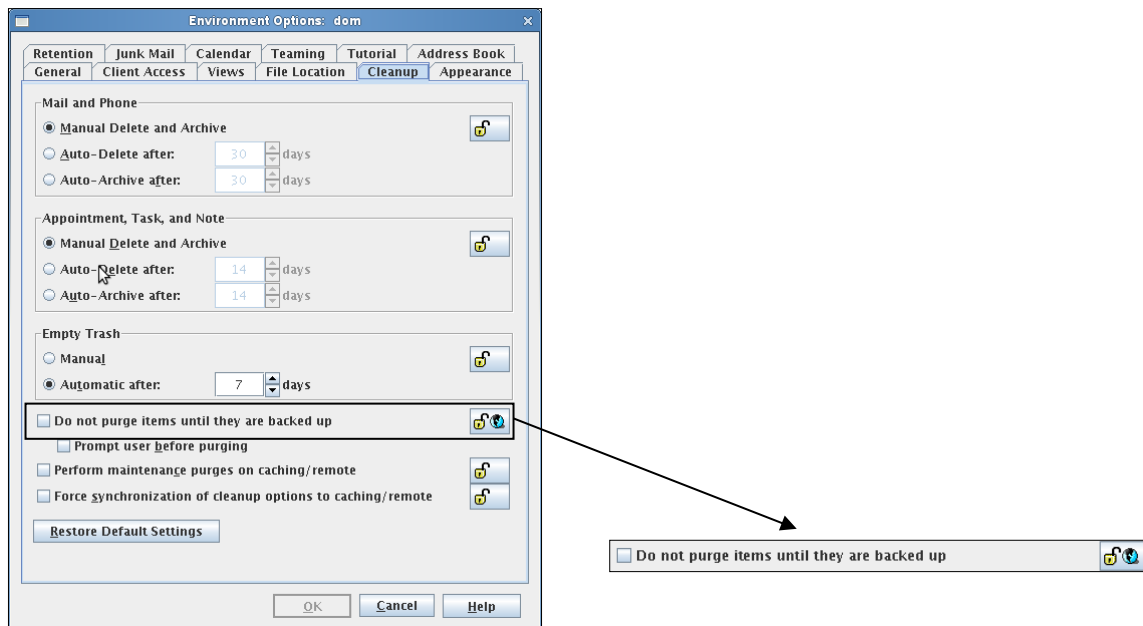 Environment Options: dom
Retention Junk Mail Calendar Teaming Tutorial Address Book
General Client Access Views File Location Cleanup Appearance
Mail and Phone
Manual Delete and Archive
Auto-Delete after: 30 days
Auto-Archive after: 30 days
Appointment, Task, and Note
Manual Delete and Archive
Auto-Delete after: 14 days
Auto-Archive after: 14 days
Empty Trash
Manual
Automatic after: 7 days
Do not purge items until they are backed up
Prompt user before purging
Perform maintenance purges on caching/remote
Force synchronization of cleanup options to caching/remote
Restore Default Settings
Do not purge items until they are backed up
OK Cancel Help